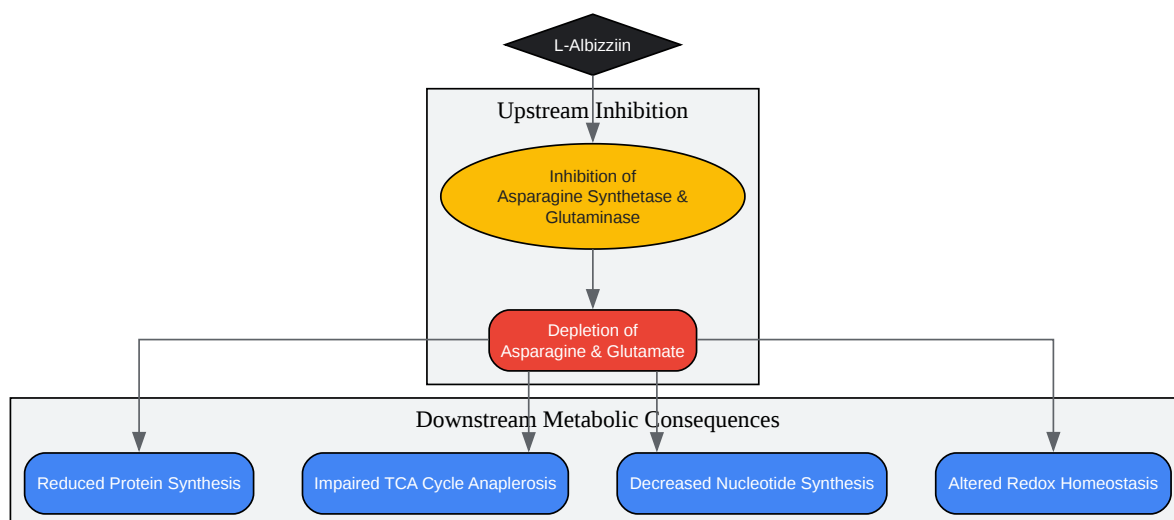 L-Albizziin
Upstream Inhibition
Inhibition of
Asparagine Synthetase &
Glutaminase
Depletion of
Asparagine & Glutamate
Downstream Metabolic Consequences
Reduced Protein Synthesis
Impaired TCA Cycle Anaplerosis
Decreased Nucleotide Synthesis
Altered Redox Homeostasis